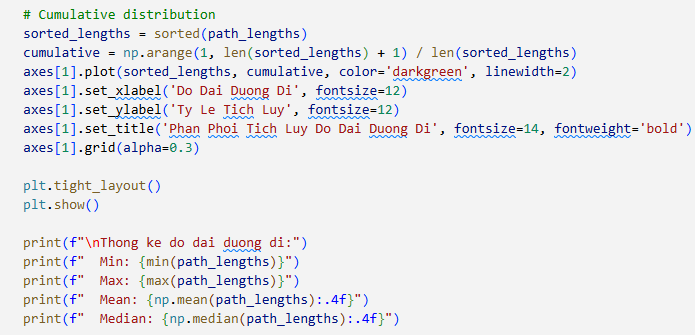 # Cumulative distribution
sorted_lengths = sorted(path_lengths)
cumulative = np.arange(1, len(sorted_lengths) + 1) / len(sorted_lengths)
axes[1].plot(sorted_lengths, cumulative, color='darkgreen', linewidth=2)
axes[1].set_xlabel('Do Dai Duong Di', fontsize=12)
axes[1].set_ylabel('Ty Le Tich Luy', fontsize=12)
axes[1].set_title('Phan Phoi Tich Luy Do Dai Duong Di', fontsize=14, fontweight='bold')
axes[1].grid(alpha=0.3)

plt.tight_layout()
plt.show()

print(f"\nThong ke do dai duong di:")
print(f"  Min: {min(path_lengths)}")
print(f"  Max: {max(path_lengths)}")
print(f"  Mean: {np.mean(path_lengths):.4f}")
print(f"  Median: {np.median(path_lengths):.4f}")